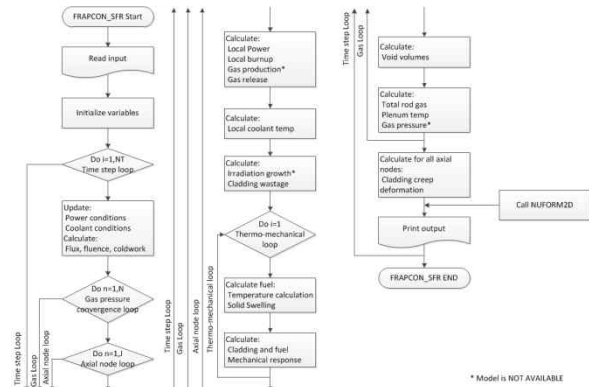 FRAPCON_SFR Start
Read input
Initialize variables
Do i=1,NT
Time step loop
Update:
Power conditions
Coolant conditions
Calculate:
Flux, fluence, coldwork
Do n=1,N
Gas pressure
convergence loop
Do n=1,J
Axial node loop
Time step Loop
Gas Loop
Axial node loop
Calculate:
Local Power
Local burnup
Gas production*
Gas release
Calculate:
Local coolant temp
Calculate:
Irradiation growth*
Cladding wastage
Do i=1
Thermo-mechanical
loop
Calculate fuel:
Temperature calculation
Solid Swelling
Calculate:
Cladding and fuel
Mechanical response
Time step Loop
Gas Loop
Axial node loop
Thermo-mechanical loop
Time step Loop
Gas Loop
Calculate:
Void volumes
Calculate:
Total rod gas
Plenum temp
Gas pressure*
Calculate for all axial
nodes:
Cladding creep
deformation
Call NUFORM2D
Print output
FRAPCON_SFR END
* Model is NOT AVAILABLE